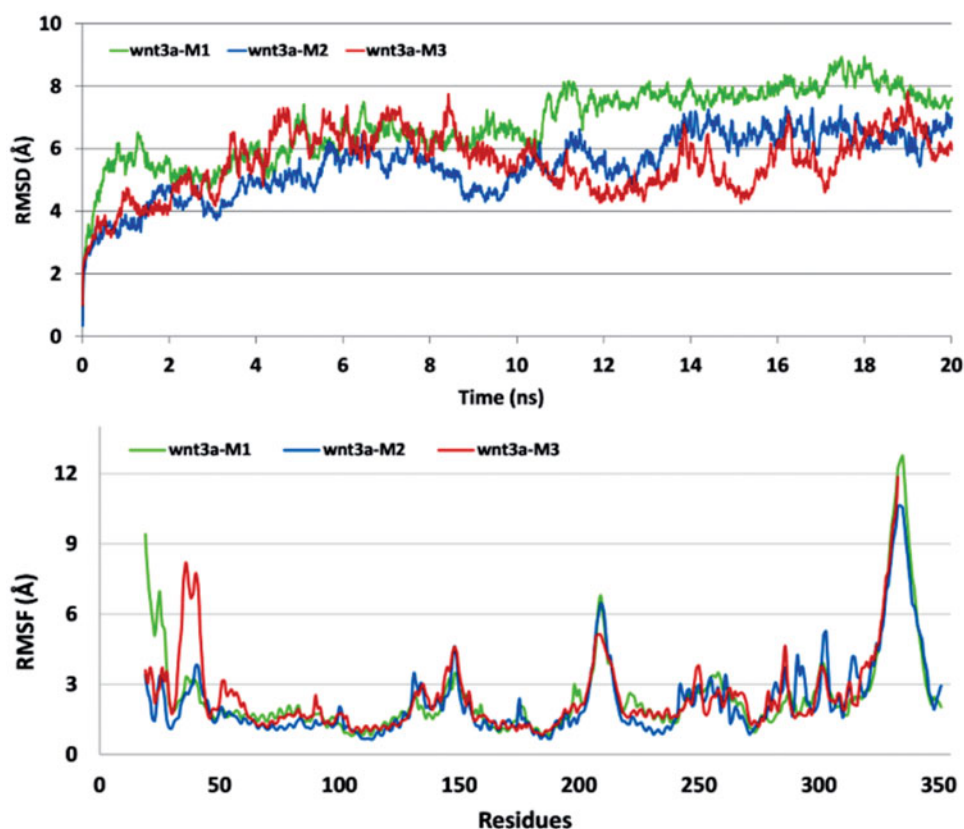 10
wnt3a-M1 wnt3a-M2 wnt3a-M3
8
6
4
2
0
RMSD (Å)
0 2 4 6 8 10 12 14 16 18 20
Time (ns)
wnt3a-M1 wnt3a-M2 wnt3a-M3
12
9
6
3
0
RMSF (Å)
0 50 100 150 200 250 300 350
Residues